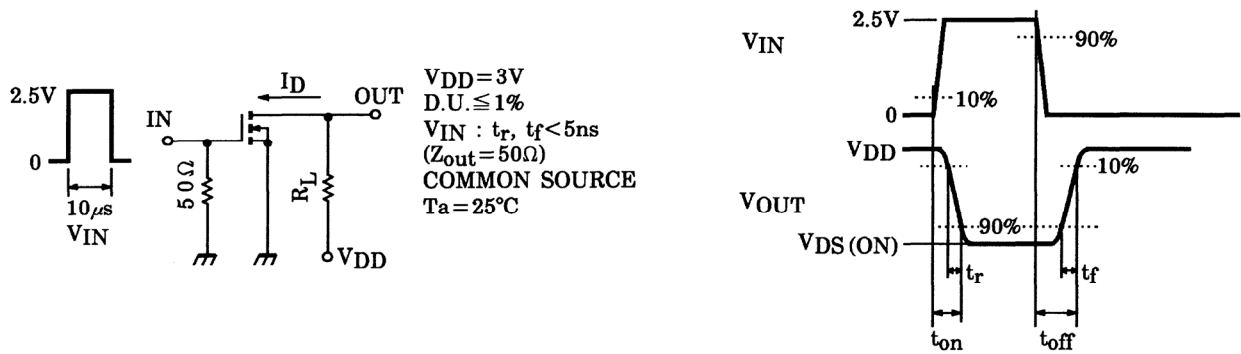 2.5V
0
10μs
VIN
IN
50Ω
ID
OUT
RL
VDD
VDD=3V
D.U.≦1%
VIN : tr, tf<5ns
(Zout=50Ω)
COMMON SOURCE
Ta=25°C
VIN
2.5V
90%
10%
0
VDD
10%
VOUT
90%
VDS(ON)
tr
tf
ton
toff